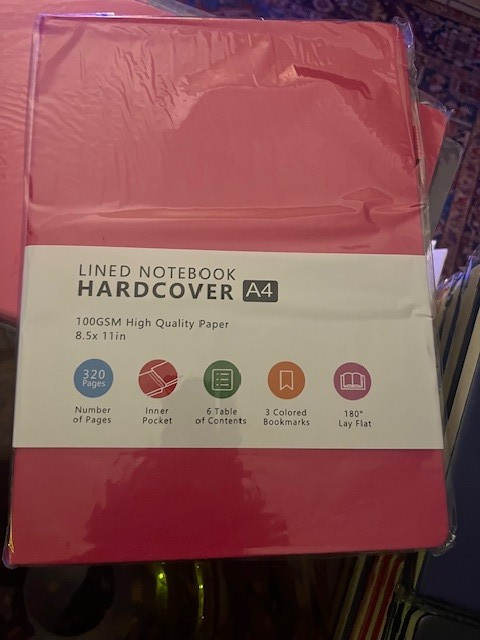 LINED NOTEBOOK
HARDCOVER A4
100GSM High Quality Paper
8.5x 11in
320
Pages
Number
of Pages
Inner
Pocket
6 Table
of Contents
3 Colored
Bookmarks
180°
Lay Flat